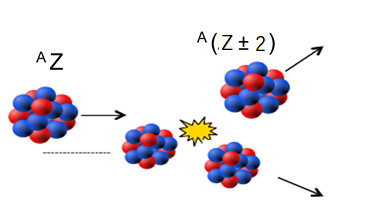 ᴬ(Z ± 2)
ᴬZ